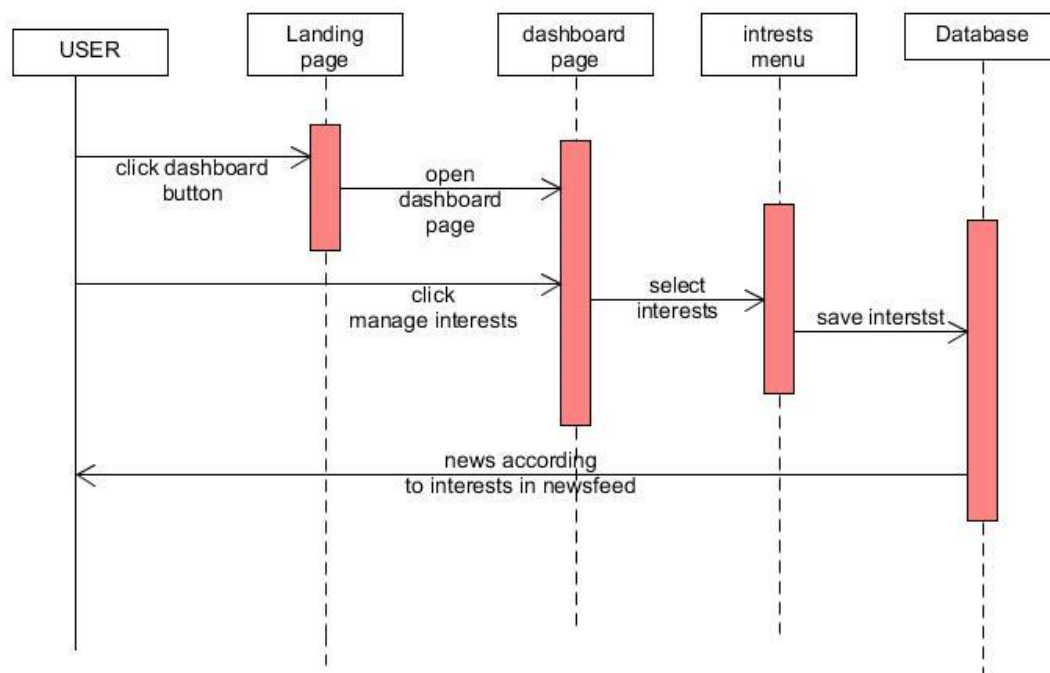 USER
Landing
page
dashboard
page
intrests
menu
Database
click dashboard
button
open
dashboard
page
click
manage interests
select
interests
save interstst
news according
to interests in newsfeed